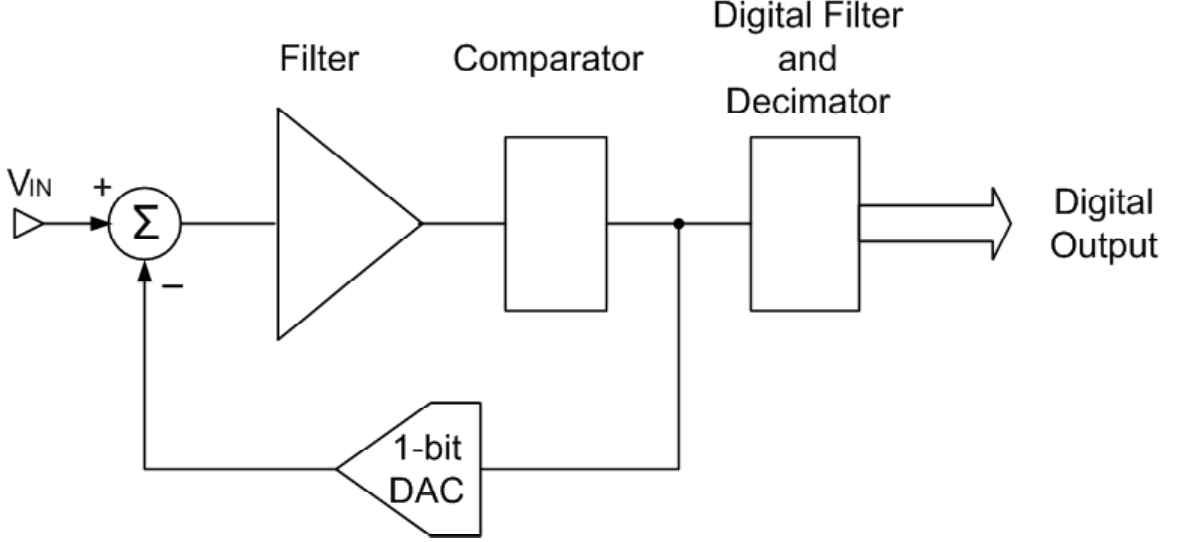 Digital Filter
and
Decimator
Filter
Comparator
VIN
+
Σ
−
Digital
Output
1-bit
DAC